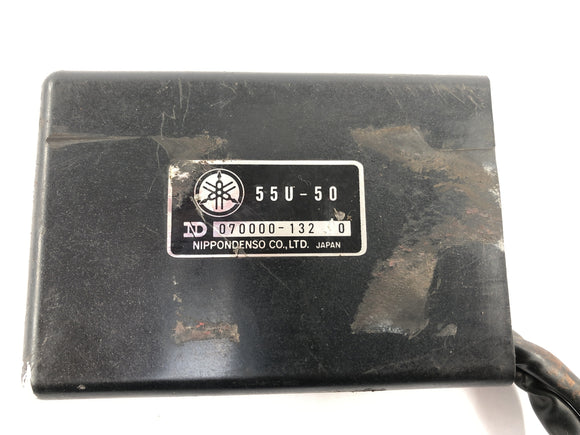 55U-50
ND 070000-132 0
NIPPONDENSO CO.,LTD. JAPAN